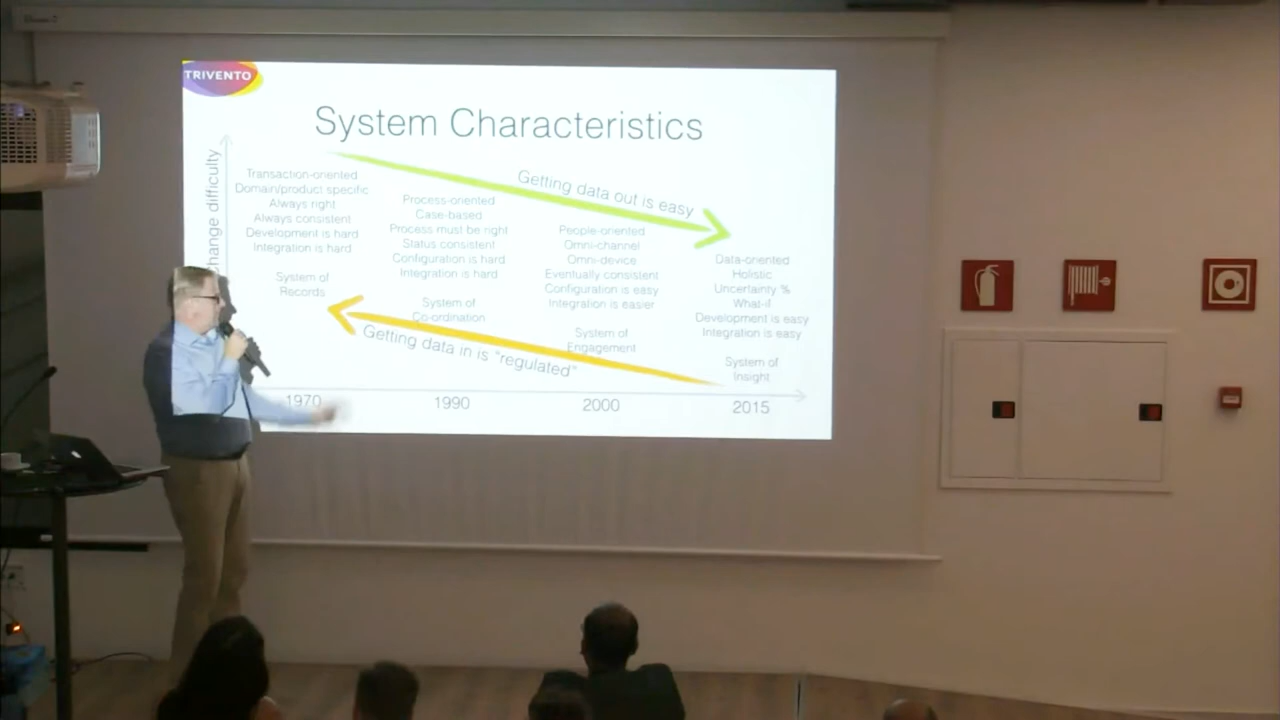 TRIVENTO
System Characteristics
hange difficulty
Transaction-oriented
Domain/product specific
Always right
Always consistent
Development is hard
Integration is hard
System of
Records
Process-oriented
Case-based
Process must be right
Status consistent
Configuration is hard
Integration is hard
System of
Co-ordination
People-oriented
Omni-channel
Omni-device
Eventually consistent
Configuration is easy
Integration is easier
System of
Engagement
Data-oriented
Holistic
Uncertainty %
What-if
Development is easy
Integration is easy
System of
Insight
Getting data out is easy
Getting data in is "regulated"
1970
1990
2000
2015